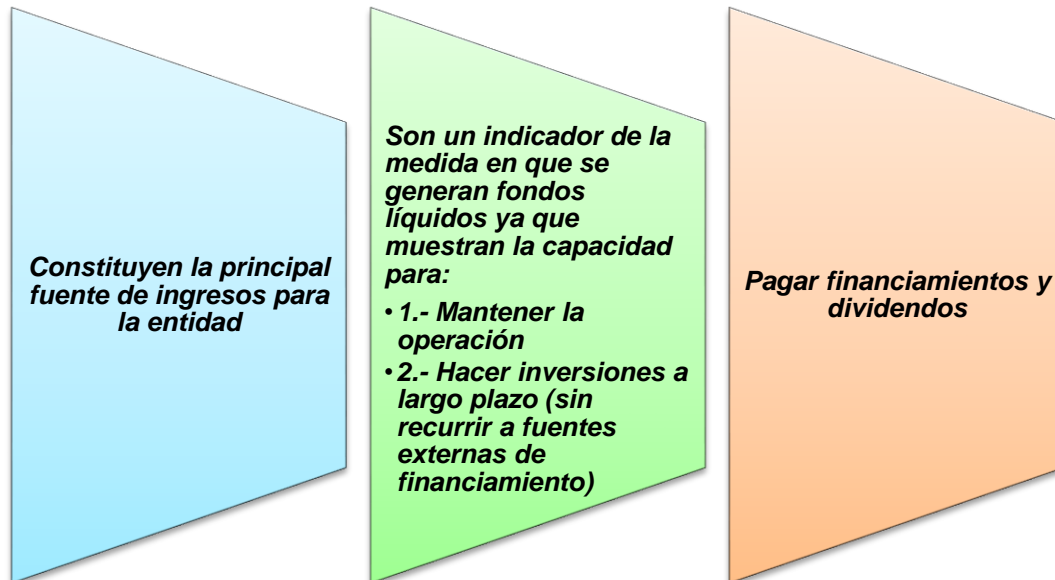 Constituyen la principal
fuente de ingresos para
la entidad
Son un indicador de la
medida en que se
generan fondos
líquidos ya que
muestran la capacidad
para:
• 1.- Mantener la
operación
• 2.- Hacer inversiones a
largo plazo (sin
recurrir a fuentes
externas de
financiamiento)
Pagar financiamientos y
dividendos